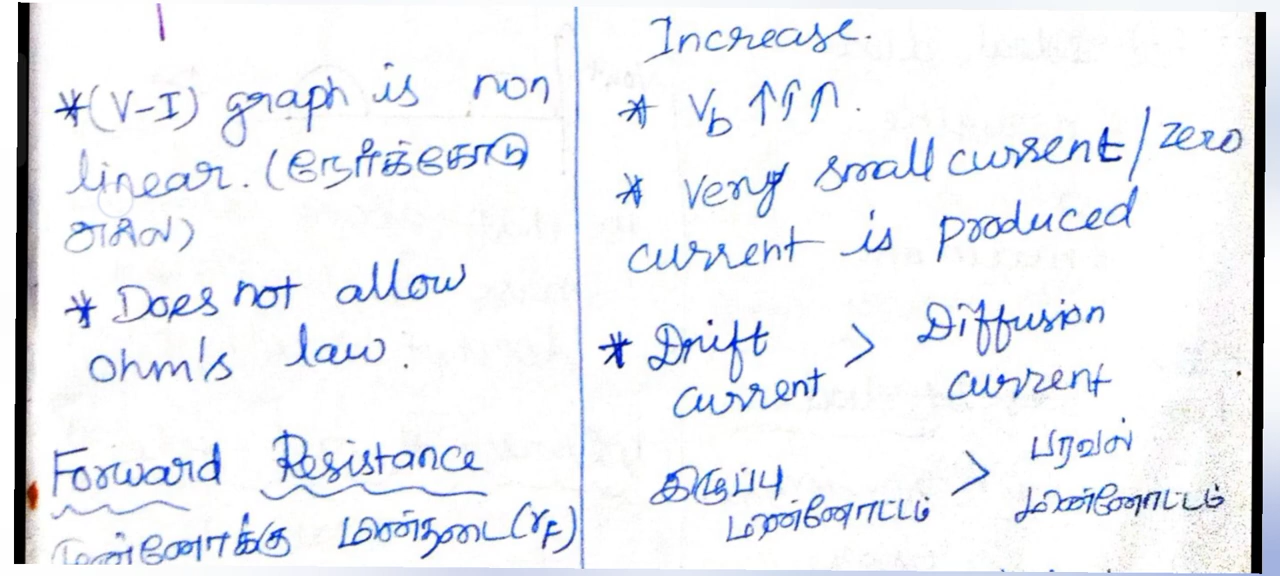 *(V-I) graph is non
linear. (நேர்க்கோடு
அல்ல)
* Does not allow
ohm's law.
Forward Resistance
முன்னோக்கு மின்தடை (rF)
Increase.
* Vb ↑↑↑.
* Very small current/zero
current is produced
* Drift > Diffusion
current current
இழுப்பு > பரவல்
மின்னோட்டம் மின்னோட்டம்